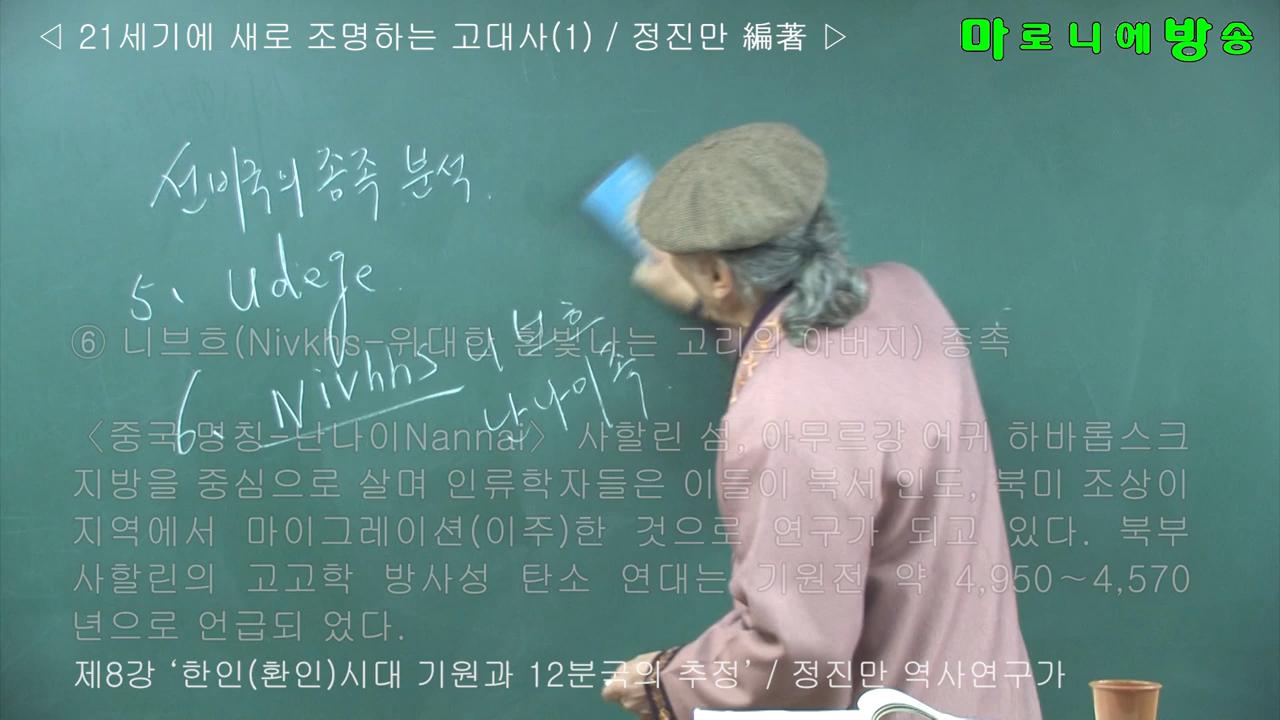 ◁ 21세기에 새로 조명하는 고대사(1) / 정진만 編著 ▷
마로니에방송
선비국의 종족 분석.
5. udege.
6. Nivhhs 니브흐
난나이족.
⑥ 니브흐(Nivkhs-위대한 빛나는 고리의 아버지) 종족
〈중국 명칭-난나이Nannai〉 사할린 섬, 아무르강 어귀 하바롭스크
지방을 중심으로 살며 인류학자들은 이들이 북서 인도, 북미 조상이
지역에서 마이그레이션(이주)한 것으로 연구가 되고 있다. 북부
사할린의 고고학 방사성 탄소 연대는 기원전 약 4,950~4,570
년으로 언급되 었다.
제8강 ‘한인(환인)시대 기원과 12분국의 추정’ / 정진만 역사연구가